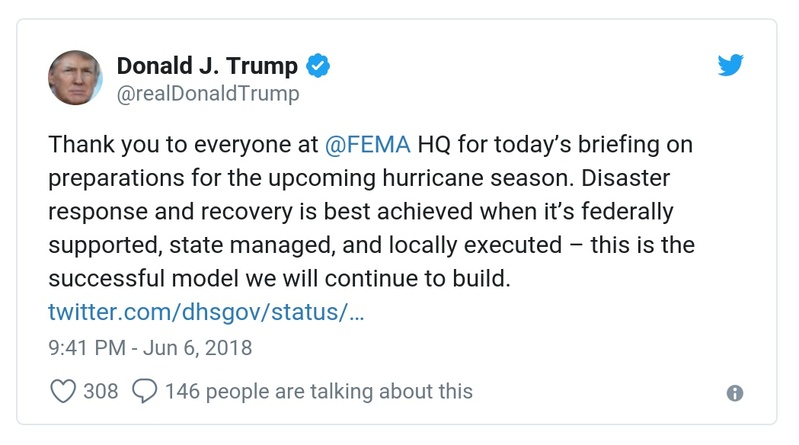 Donald J. Trump
@realDonaldTrump
Thank you to everyone at @FEMA HQ for today’s briefing on
preparations for the upcoming hurricane season. Disaster
response and recovery is best achieved when it’s federally
supported, state managed, and locally executed – this is the
successful model we will continue to build.
twitter.com/dhsgov/status/…
9:41 PM - Jun 6, 2018
308 146 people are talking about this